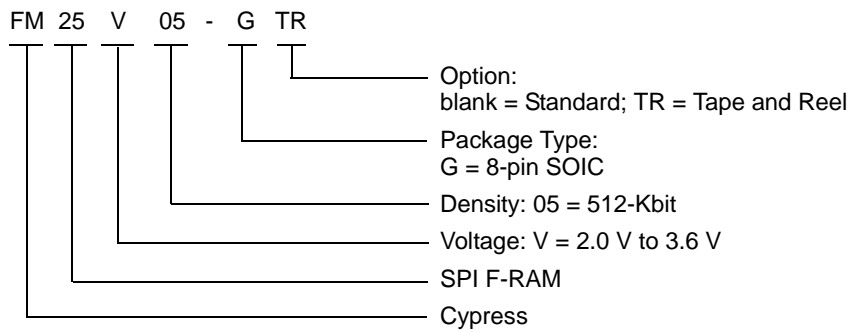 FM 25 V 05 - G TR
Option:
blank = Standard; TR = Tape and Reel
Package Type:
G = 8-pin SOIC
Density: 05 = 512-Kbit
Voltage: V = 2.0 V to 3.6 V
SPI F-RAM
Cypress